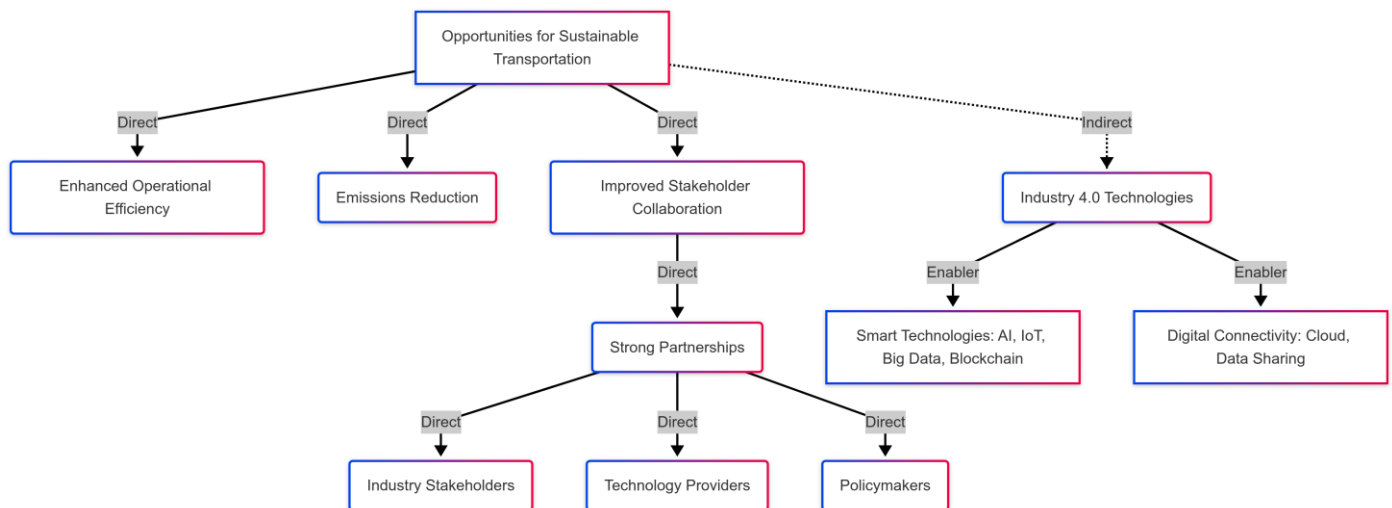 Opportunities for Sustainable
Transportation
Direct
Direct
Direct
Indirect
Enhanced Operational
Efficiency
Emissions Reduction
Improved Stakeholder
Collaboration
Industry 4.0 Technologies
Direct
Enabler
Enabler
Strong Partnerships
Smart Technologies: AI, IoT,
Big Data, Blockchain
Digital Connectivity: Cloud,
Data Sharing
Direct
Direct
Direct
Industry Stakeholders
Technology Providers
Policymakers